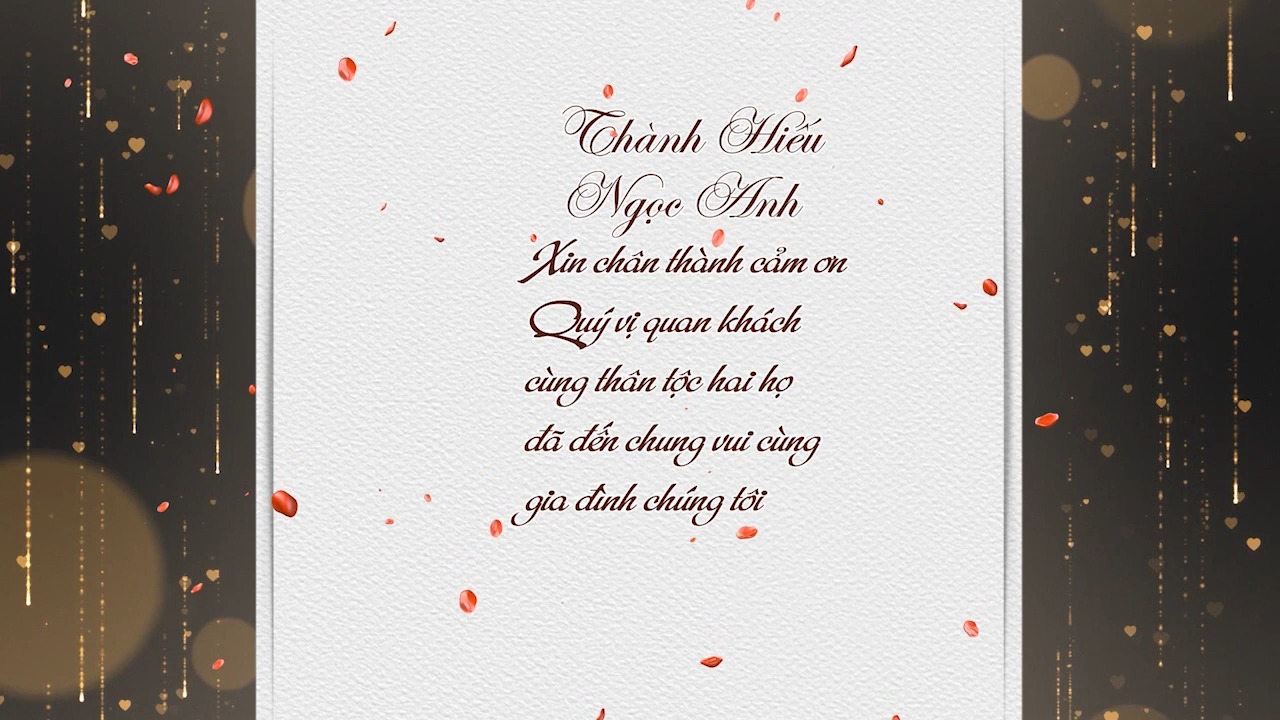 Thành Hiếu
Ngọc Anh
Xin chân thành cảm ơn
Quý vị quan khách
cùng thân tộc hai họ
đã đến chung vui cùng
gia đình chúng tôi